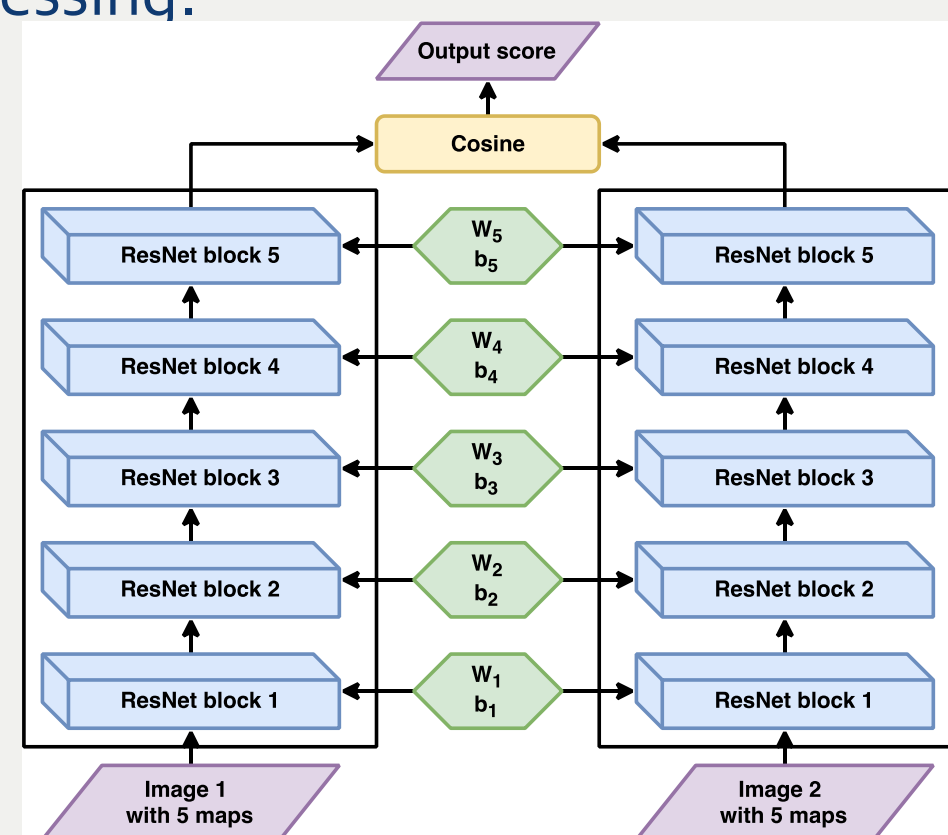 Output score
Cosine
ResNet block 5
W5
b5
ResNet block 5
ResNet block 4
W4
b4
ResNet block 4
ResNet block 3
W3
b3
ResNet block 3
ResNet block 2
W2
b2
ResNet block 2
ResNet block 1
W1
b1
ResNet block 1
Image 1
with 5 maps
Image 2
with 5 maps